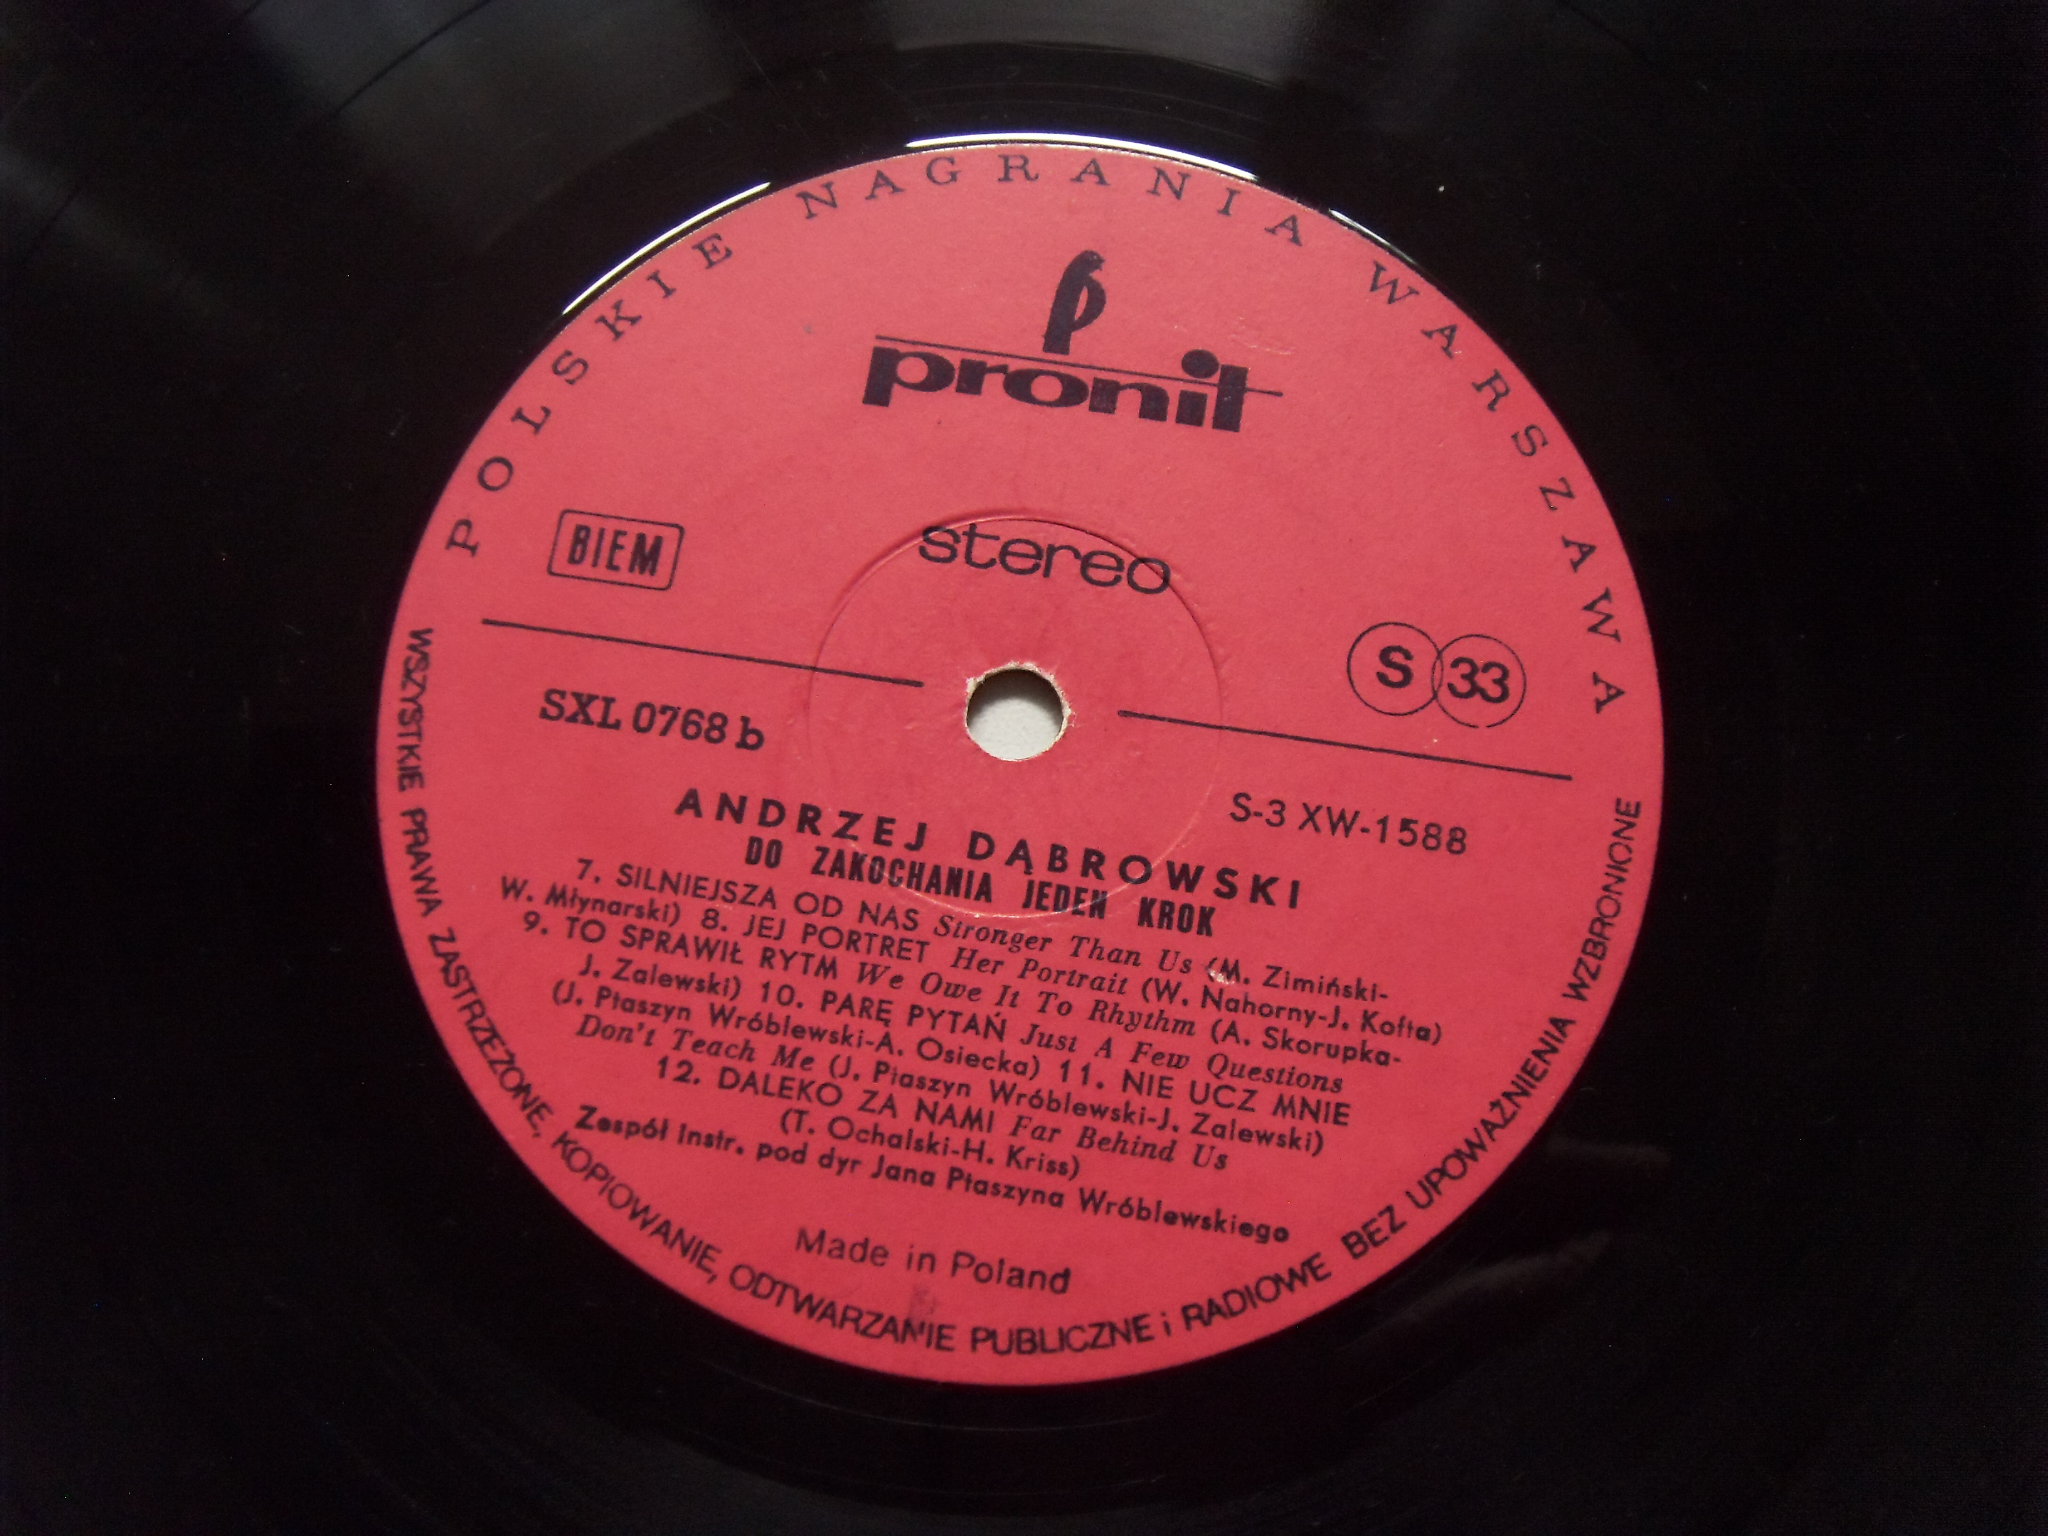 POLSKIE NAGRANIA WARSZAWA
pronit
stereo
BIEM
S 33
SXL 0768 b
S-3 XW-1588
ANDRZEJ DĄBROWSKI
DO ZAKOCHANIA JEDEN KROK
7. SILNIEJSZA OD NAS Stronger Than Us (M. Zimiński-
W. Młynarski) 8. JEJ PORTRET Her Portrait (W. Nahorny-J. Kofta)
9. TO SPRAWIŁ RYTM We Owe It To Rhythm (A. Skorupka-
J. Zalewski) 10. PARĘ PYTAŃ Just A Few Questions
(J. Ptaszyn Wróblewski-A. Osiecka) 11. NIE UCZ MNIE
Don't Teach Me (J. Ptaszyn Wróblewski-J. Zalewski)
12. DALEKO ZA NAMI Far Behind Us
(T. Ochalski-H. Kriss)
Zespół Instr. pod dyr Jana Ptaszyna Wróblewskiego
Made in Poland
WSZYSTKIE PRAWA ZASTRZEŻONE, KOPIOWANIE, ODTWARZANIE PUBLICZNE i RADIOWE BEZ UPOWAŻNIENIA WZBRONIONE